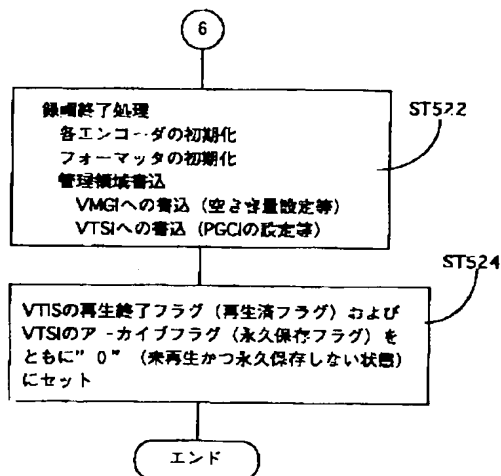 6
録画終了処理
各エンコーダの初期化
フォーマッタの初期化
管理領域書込
VMGIへの書込（空き容量設定等）
VTSIへの書込（PGCIの設定等）
ST522
ST524
VTISの再生終了フラグ（再生済フラグ）および
VTSIのアーカイブフラグ（永久保存フラグ）を
ともに"０"（未再生かつ永久保存しない状態）
にセット
エンド